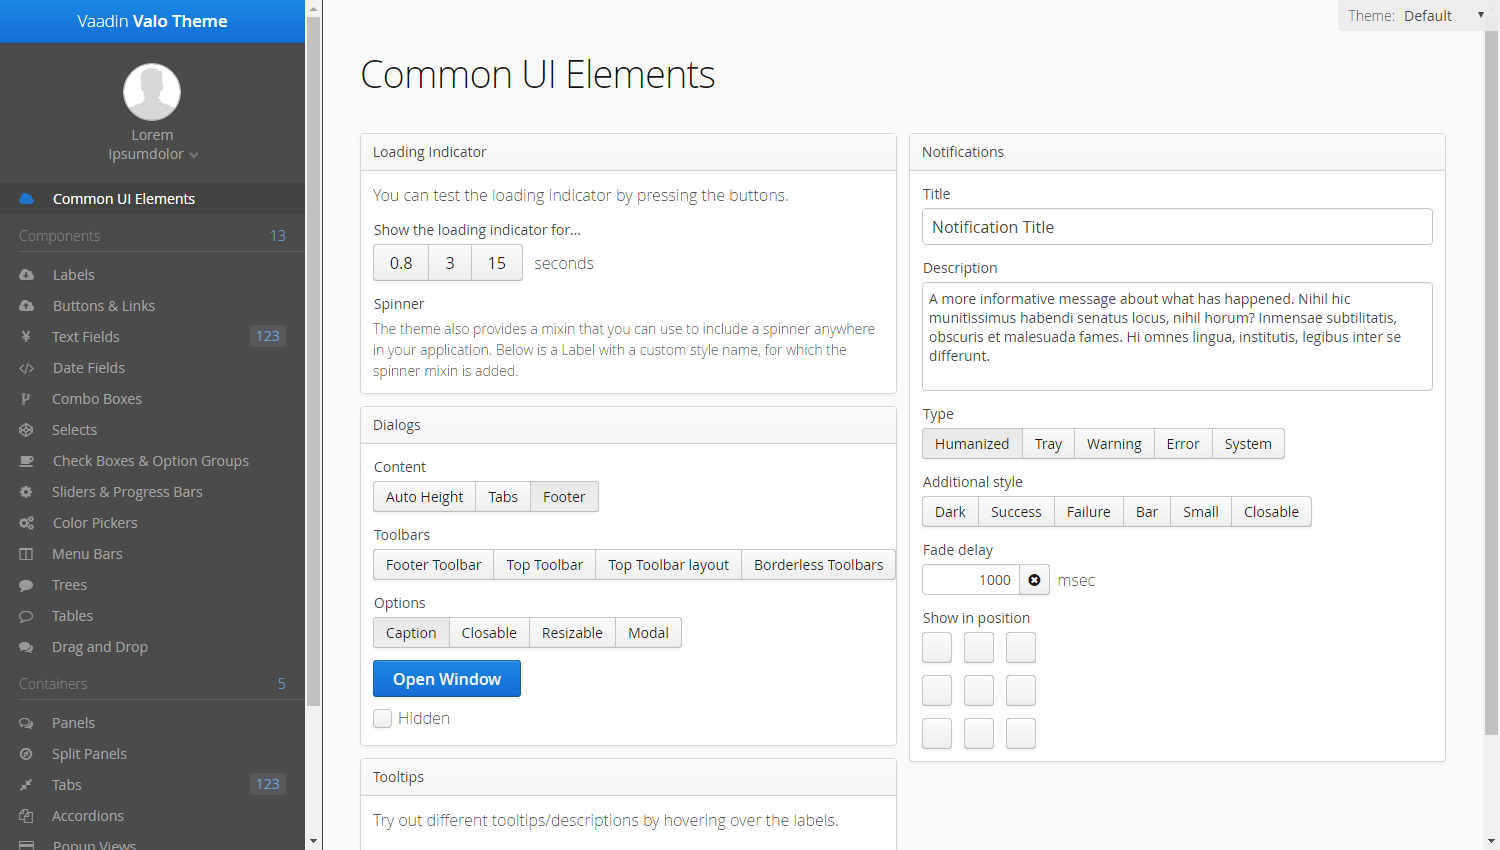 Vaadin Valo Theme
Lorem
Ipsumdolor
Common UI Elements
Components 13
Labels
Buttons & Links
Text Fields 123
Date Fields
Combo Boxes
Selects
Check Boxes & Option Groups
Sliders & Progress Bars
Color Pickers
Menu Bars
Trees
Tables
Drag and Drop
Containers 5
Panels
Split Panels
Tabs 123
Accordions
Popup Views
Theme: Default
Common UI Elements
Loading Indicator
You can test the loading indicator by pressing the buttons.
Show the loading indicator for...
0.8 3 15 seconds
Spinner
The theme also provides a mixin that you can use to include a spinner anywhere
in your application. Below is a Label with a custom style name, for which the
spinner mixin is added.
Dialogs
Content
Auto Height Tabs Footer
Toolbars
Footer Toolbar Top Toolbar Top Toolbar layout Borderless Toolbars
Options
Caption Closable Resizable Modal
Open Window
Hidden
Tooltips
Try out different tooltips/descriptions by hovering over the labels.
Notifications
Title
Notification Title
Description
A more informative message about what has happened. Nihil hic
munitissimus habendi senatus locus, nihil horum? Inmensae subtilitatis,
obscuris et malesuada fames. Hi omnes lingua, institutis, legibus inter se
differunt.
Type
Humanized Tray Warning Error System
Additional style
Dark Success Failure Bar Small Closable
Fade delay
1000 msec
Show in position